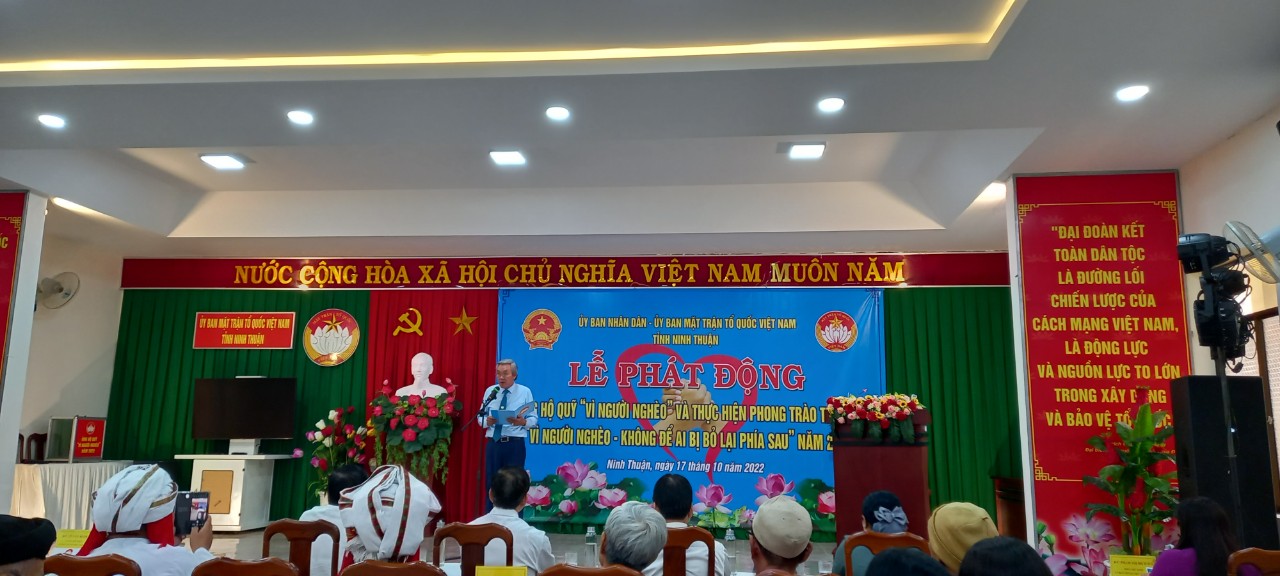 NƯỚC CỘNG HÒA XÃ HỘI CHỦ NGHĨA VIỆT NAM MUÔN NĂM
ỦY BAN MẶT TRẬN TỔ QUỐC VIỆT NAM
TỈNH NINH THUẬN
ỦY BAN NHÂN DÂN - ỦY BAN MẶT TRẬN TỔ QUỐC VIỆT NAM
TỈNH NINH THUẬN
LỄ PHÁT ĐỘNG
HỘ QUỸ "VÌ NGƯỜI NGHÈO" VÀ THỰC HIỆN PHONG TRÀO
VÌ NGƯỜI NGHÈO - KHÔNG ĐỂ AI BỊ BỎ LẠI PHÍA SAU" NĂM
Ninh Thuận, ngày 17 tháng 10 năm 2022
"ĐẠI ĐOÀN KẾT
TOÀN DÂN TỘC
LÀ ĐƯỜNG LỐI
CHIẾN LƯỢC CỦA
CÁCH MẠNG VIỆT NAM,
LÀ ĐỘNG LỰC
VÀ NGUỒN LỰC TO LỚN
TRONG XÂY DỰNG
VÀ BẢO VỆ TỔ QUỐC"